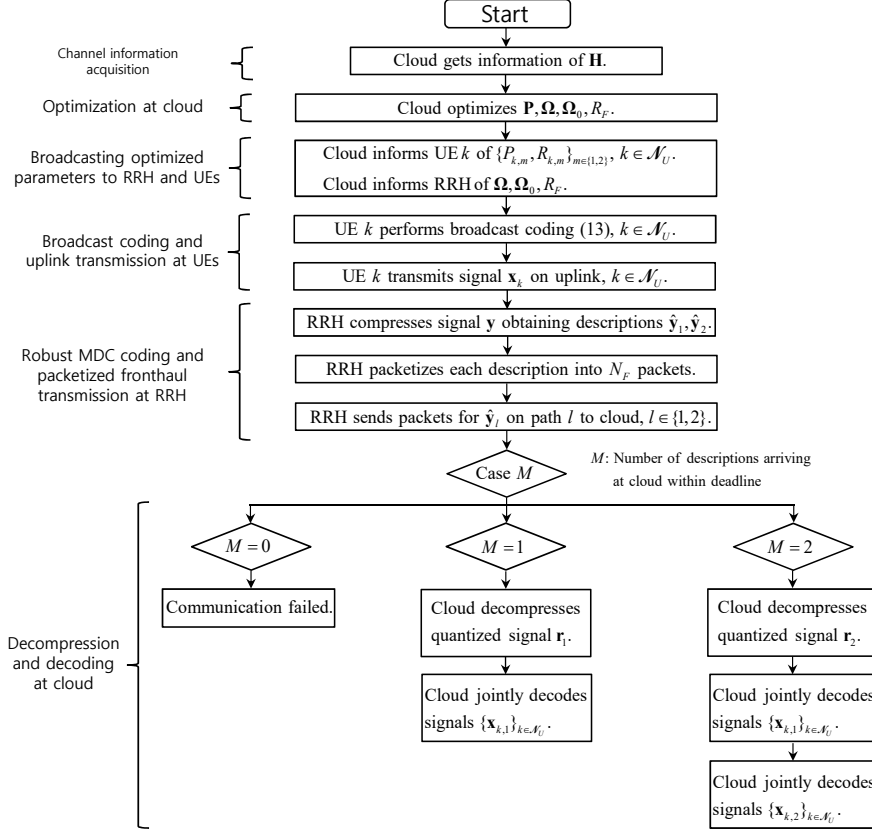 Start
Channel information
acquisition
Cloud gets information of H.
Optimization at cloud
Cloud optimizes P, Ω, Ω₀, R_F.
Broadcasting optimized
parameters to RRH and UEs
Cloud informs UE k of {P_{k,m}, R_{k,m}}_{m∈{1,2}}, k ∈ 𝒩_U.
Cloud informs RRH of Ω, Ω₀, R_F.
Broadcast coding and
uplink transmission at UEs
UE k performs broadcast coding (13), k ∈ 𝒩_U.
UE k transmits signal x_k on uplink, k ∈ 𝒩_U.
Robust MDC coding and
packetized fronthaul
transmission at RRH
RRH compresses signal y obtaining descriptions ŷ₁, ŷ₂.
RRH packetizes each description into N_F packets.
RRH sends packets for ŷ_l on path l to cloud, l ∈ {1, 2}.
Case M
M: Number of descriptions arriving
at cloud within deadline
Decompression
and decoding
at cloud
M = 0
M = 1
M = 2
Communication failed.
Cloud decompresses
quantized signal r₁.
Cloud decompresses
quantized signal r₂.
Cloud jointly decodes
signals {x_{k,1}}_{k∈𝒩_U}.
Cloud jointly decodes
signals {x_{k,1}}_{k∈𝒩_U}.
Cloud jointly decodes
signals {x_{k,2}}_{k∈𝒩_U}.